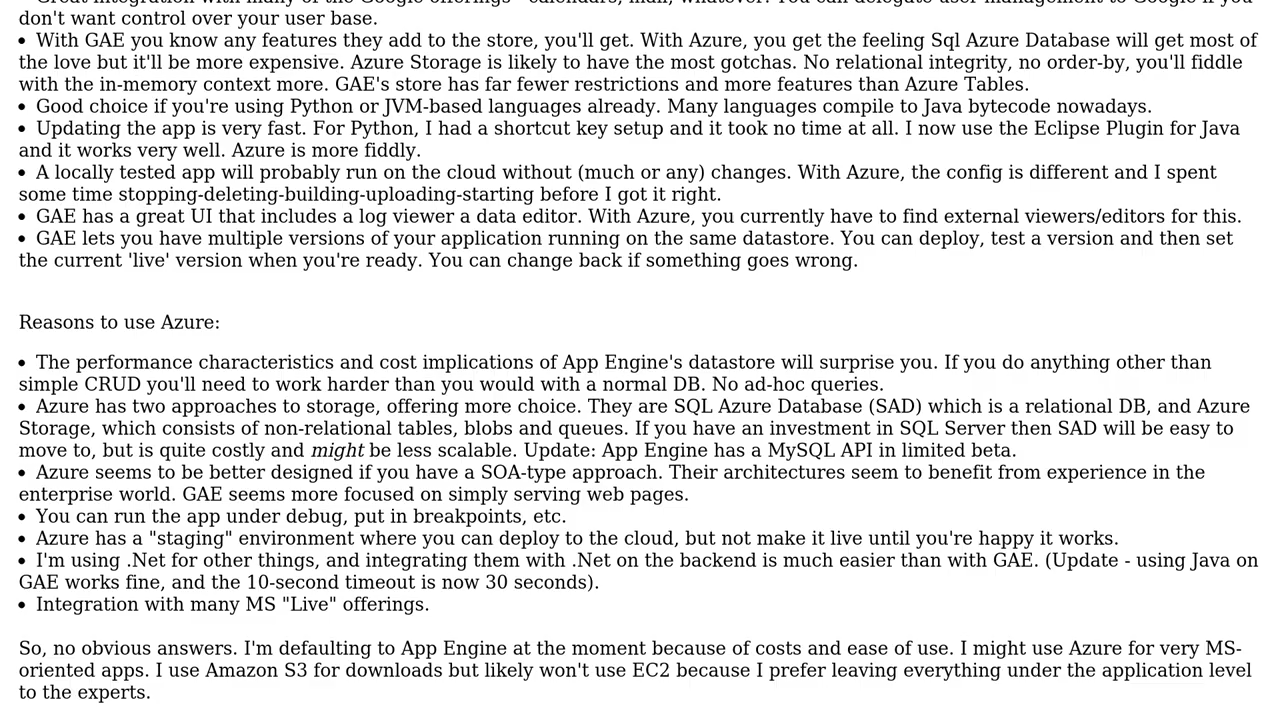 Great integration with many of the Google offerings - calendars, mail, whatever. You can delegate user management to Google if you
don't want control over your user base.
• With GAE you know any features they add to the store, you'll get. With Azure, you get the feeling Sql Azure Database will get most of
the love but it'll be more expensive. Azure Storage is likely to have the most gotchas. No relational integrity, no order-by, you'll fiddle
with the in-memory context more. GAE's store has far fewer restrictions and more features than Azure Tables.
• Good choice if you're using Python or JVM-based languages already. Many languages compile to Java bytecode nowadays.
• Updating the app is very fast. For Python, I had a shortcut key setup and it took no time at all. I now use the Eclipse Plugin for Java
and it works very well. Azure is more fiddly.
• A locally tested app will probably run on the cloud without (much or any) changes. With Azure, the config is different and I spent
some time stopping-deleting-building-uploading-starting before I got it right.
• GAE has a great UI that includes a log viewer a data editor. With Azure, you currently have to find external viewers/editors for this.
• GAE lets you have multiple versions of your application running on the same datastore. You can deploy, test a version and then set
the current 'live' version when you're ready. You can change back if something goes wrong.
Reasons to use Azure:
• The performance characteristics and cost implications of App Engine's datastore will surprise you. If you do anything other than
simple CRUD you'll need to work harder than you would with a normal DB. No ad-hoc queries.
• Azure has two approaches to storage, offering more choice. They are SQL Azure Database (SAD) which is a relational DB, and Azure
Storage, which consists of non-relational tables, blobs and queues. If you have an investment in SQL Server then SAD will be easy to
move to, but is quite costly and might be less scalable. Update: App Engine has a MySQL API in limited beta.
• Azure seems to be better designed if you have a SOA-type approach. Their architectures seem to benefit from experience in the
enterprise world. GAE seems more focused on simply serving web pages.
• You can run the app under debug, put in breakpoints, etc.
• Azure has a "staging" environment where you can deploy to the cloud, but not make it live until you're happy it works.
• I'm using .Net for other things, and integrating them with .Net on the backend is much easier than with GAE. (Update - using Java on
GAE works fine, and the 10-second timeout is now 30 seconds).
• Integration with many MS "Live" offerings.
So, no obvious answers. I'm defaulting to App Engine at the moment because of costs and ease of use. I might use Azure for very MS-
oriented apps. I use Amazon S3 for downloads but likely won't use EC2 because I prefer leaving everything under the application level
to the experts.